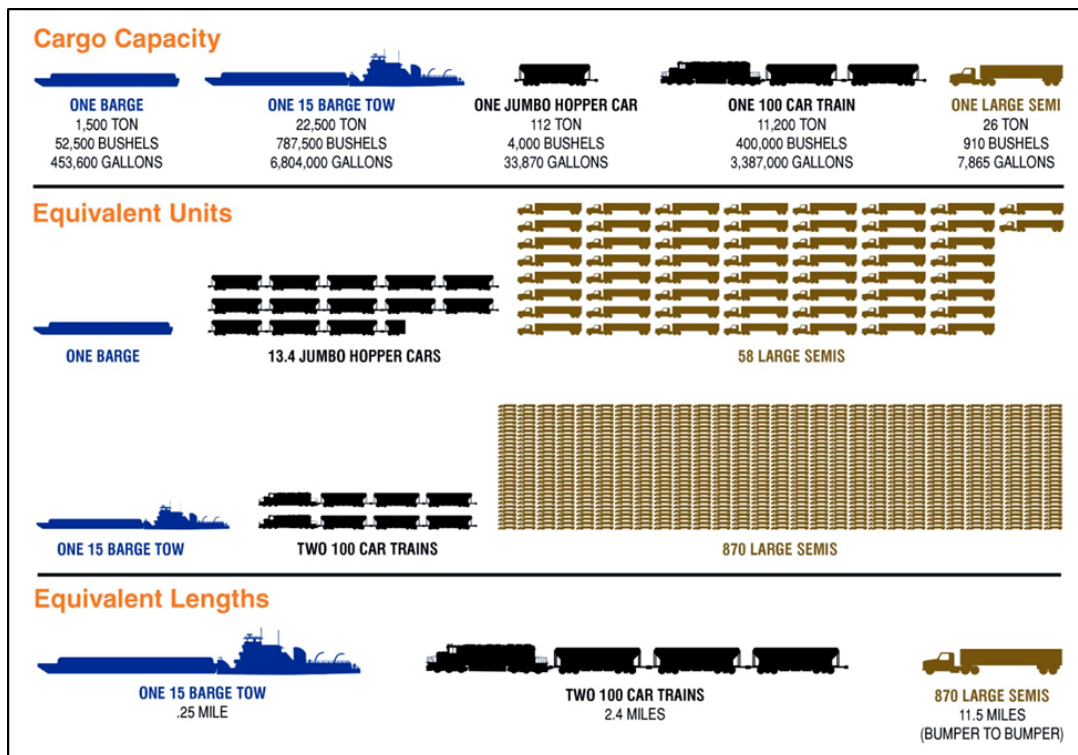 Cargo Capacity
ONE BARGE
1,500 TON
52,500 BUSHELS
453,600 GALLONS
ONE 15 BARGE TOW
22,500 TON
787,500 BUSHELS
6,804,000 GALLONS
ONE JUMBO HOPPER CAR
112 TON
4,000 BUSHELS
33,870 GALLONS
ONE 100 CAR TRAIN
11,200 TON
400,000 BUSHELS
3,387,000 GALLONS
ONE LARGE SEMI
26 TON
910 BUSHELS
7,865 GALLONS
Equivalent Units
ONE BARGE
13.4 JUMBO HOPPER CARS
58 LARGE SEMIS
ONE 15 BARGE TOW
TWO 100 CAR TRAINS
870 LARGE SEMIS
Equivalent Lengths
ONE 15 BARGE TOW
.25 MILE
TWO 100 CAR TRAINS
2.4 MILES
870 LARGE SEMIS
11.5 MILES
(BUMPER TO BUMPER)